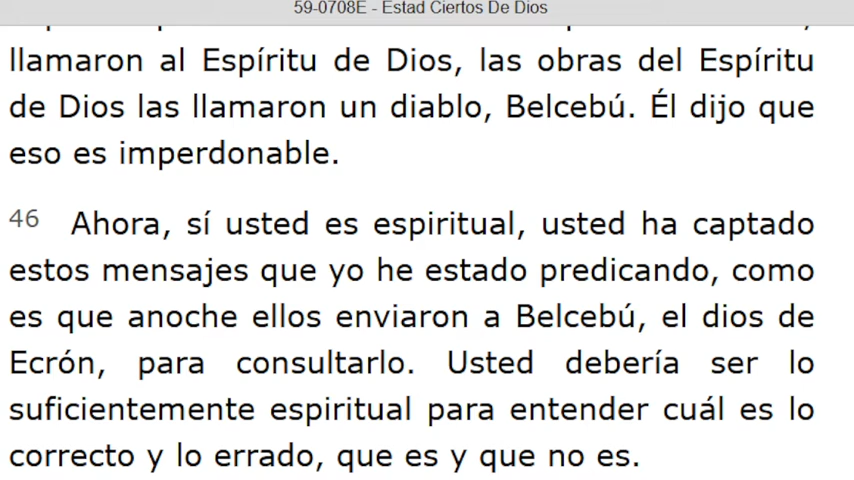 59-0708E - Estad Ciertos De Dios
llamaron al Espíritu de Dios, las obras del Espíritu
de Dios las llamaron un diablo, Belcebú. Él dijo que
eso es imperdonable.
46 Ahora, sí usted es espiritual, usted ha captado
estos mensajes que yo he estado predicando, como
es que anoche ellos enviaron a Belcebú, el dios de
Ecrón, para consultarlo. Usted debería ser lo
suficientemente espiritual para entender cuál es lo
correcto y lo errado, que es y que no es.